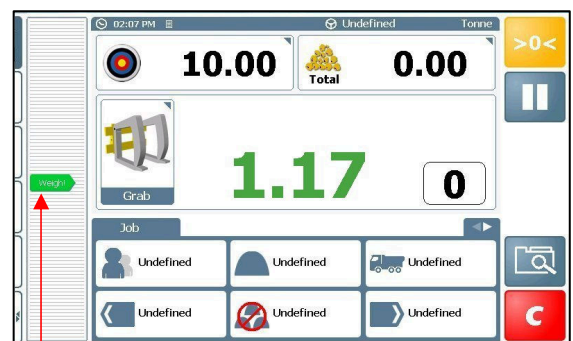 02:07 PM Undefined Tonne
>0<
10.00 Total 0.00
Weight
Grab 1.17 0
Job
Undefined Undefined Undefined
Undefined Undefined Undefined
C